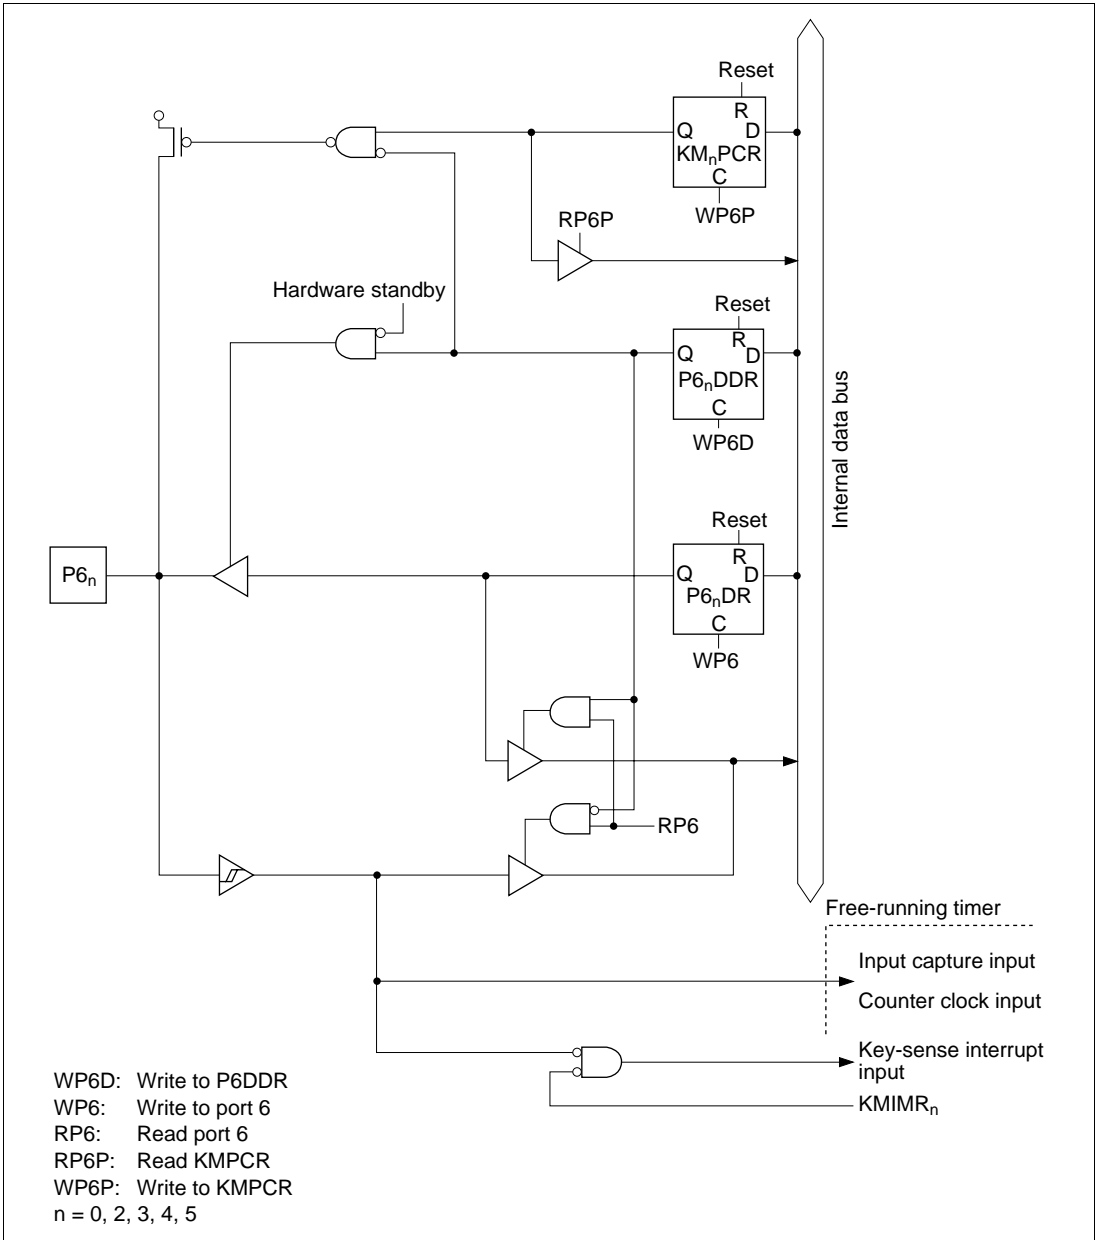 Reset
R
Q D
KMnPCR
C
WP6P
RP6P
Hardware standby
Reset
R
Q D
P6nDDR
C
WP6D
Internal data bus
Reset
R
Q D
P6nDR
C
WP6
P6n
RP6
Free-running timer
Input capture input
Counter clock input
Key-sense interrupt
input
KMIMRn
WP6D: Write to P6DDR
WP6: Write to port 6
RP6: Read port 6
RP6P: Read KMPCR
WP6P: Write to KMPCR
n = 0, 2, 3, 4, 5